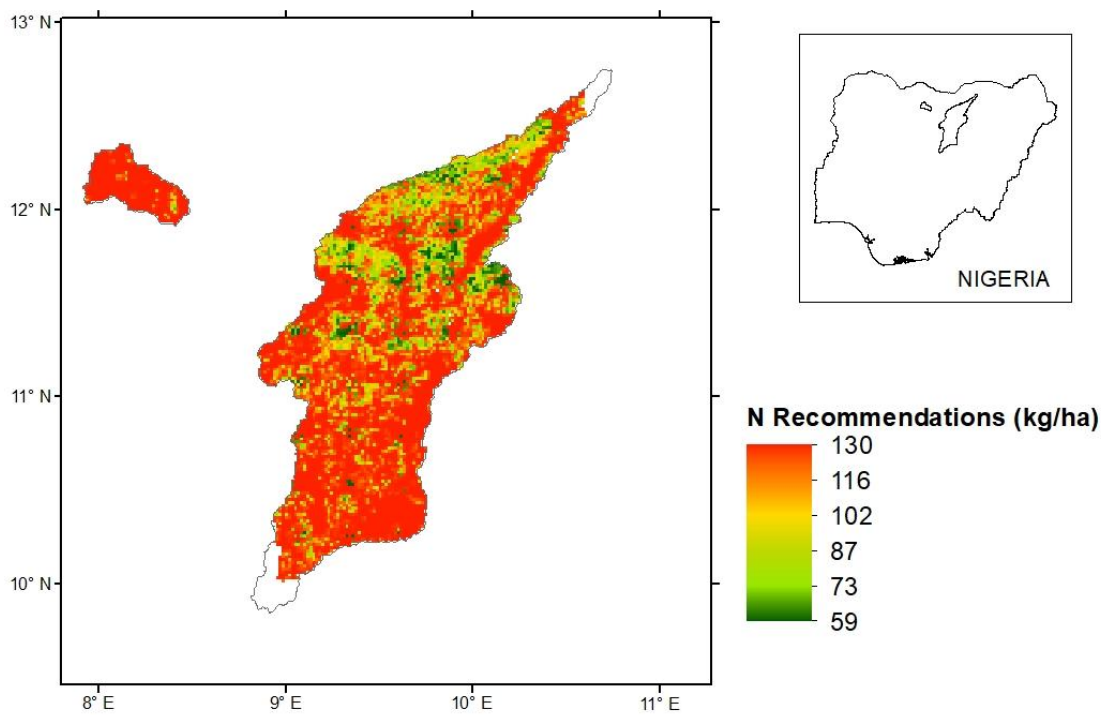 13° N
12° N
11° N
10° N
8° E
9° E
10° E
11° E
NIGERIA
N Recommendations (kg/ha)
130
116
102
87
73
59